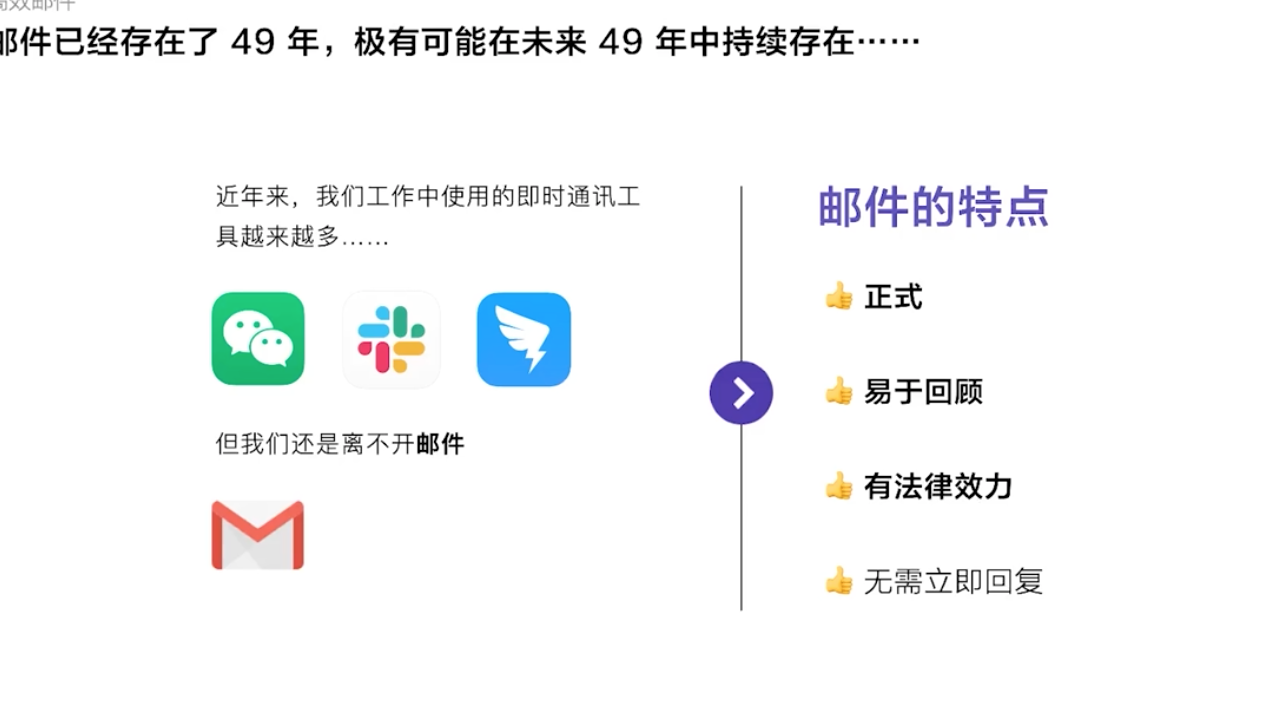 高效邮件
邮件已经存在了 49 年，极有可能在未来 49 年中持续存在……
近年来，我们工作中使用的即时通讯工
具越来越多……
但我们还是离不开邮件
邮件的特点
👍 正式
👍 易于回顾
👍 有法律效力
👍 无需立即回复